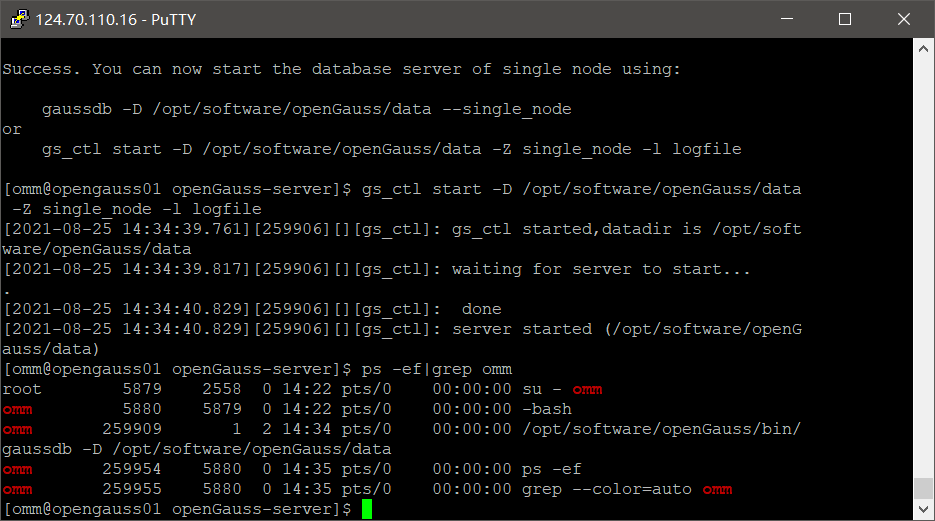 124.70.110.16 - PuTTY
Success. You can now start the database server of single node using:
    gaussdb -D /opt/software/openGauss/data --single_node
or
    gs_ctl start -D /opt/software/openGauss/data -Z single_node -l logfile
[omm@opengauss01 openGauss-server]$ gs_ctl start -D /opt/software/openGauss/data
 -Z single_node -l logfile
[2021-08-25 14:34:39.761][259906][][gs_ctl]: gs_ctl started,datadir is /opt/soft
ware/openGauss/data
[2021-08-25 14:34:39.817][259906][][gs_ctl]: waiting for server to start...
.
[2021-08-25 14:34:40.829][259906][][gs_ctl]:  done
[2021-08-25 14:34:40.829][259906][][gs_ctl]: server started (/opt/software/openG
auss/data)
[omm@opengauss01 openGauss-server]$ ps -ef|grep omm
root        5879    2558  0 14:22 pts/0    00:00:00 su - omm
omm         5880    5879  0 14:22 pts/0    00:00:00 -bash
omm       259909       1  2 14:34 pts/0    00:00:00 /opt/software/openGauss/bin/
gaussdb -D /opt/software/openGauss/data
omm       259954    5880  0 14:35 pts/0    00:00:00 ps -ef
omm       259955    5880  0 14:35 pts/0    00:00:00 grep --color=auto omm
[omm@opengauss01 openGauss-server]$